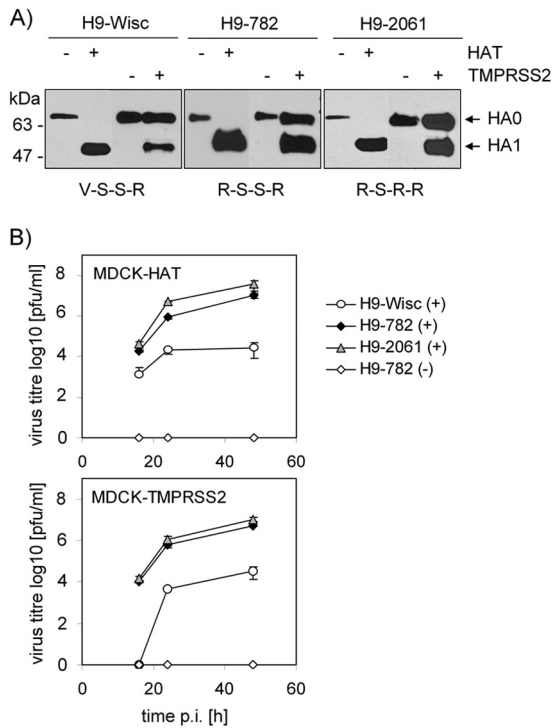 A)
H9-Wisc H9-782 H9-2061
- + - + - + HAT
- + - + - + TMPRSS2
kDa
63 -
47 -
HA0
HA1
V-S-S-R R-S-S-R R-S-R-R
B)
MDCK-HAT
virus titre log10 [pfu/ml]
8
6
4
2
0
0 20 40 60
H9-Wisc (+)
H9-782 (+)
H9-2061 (+)
H9-782 (-)
MDCK-TMPRSS2
virus titre log10 [pfu/ml]
8
6
4
2
0
0 20 40 60
time p.i. [h]